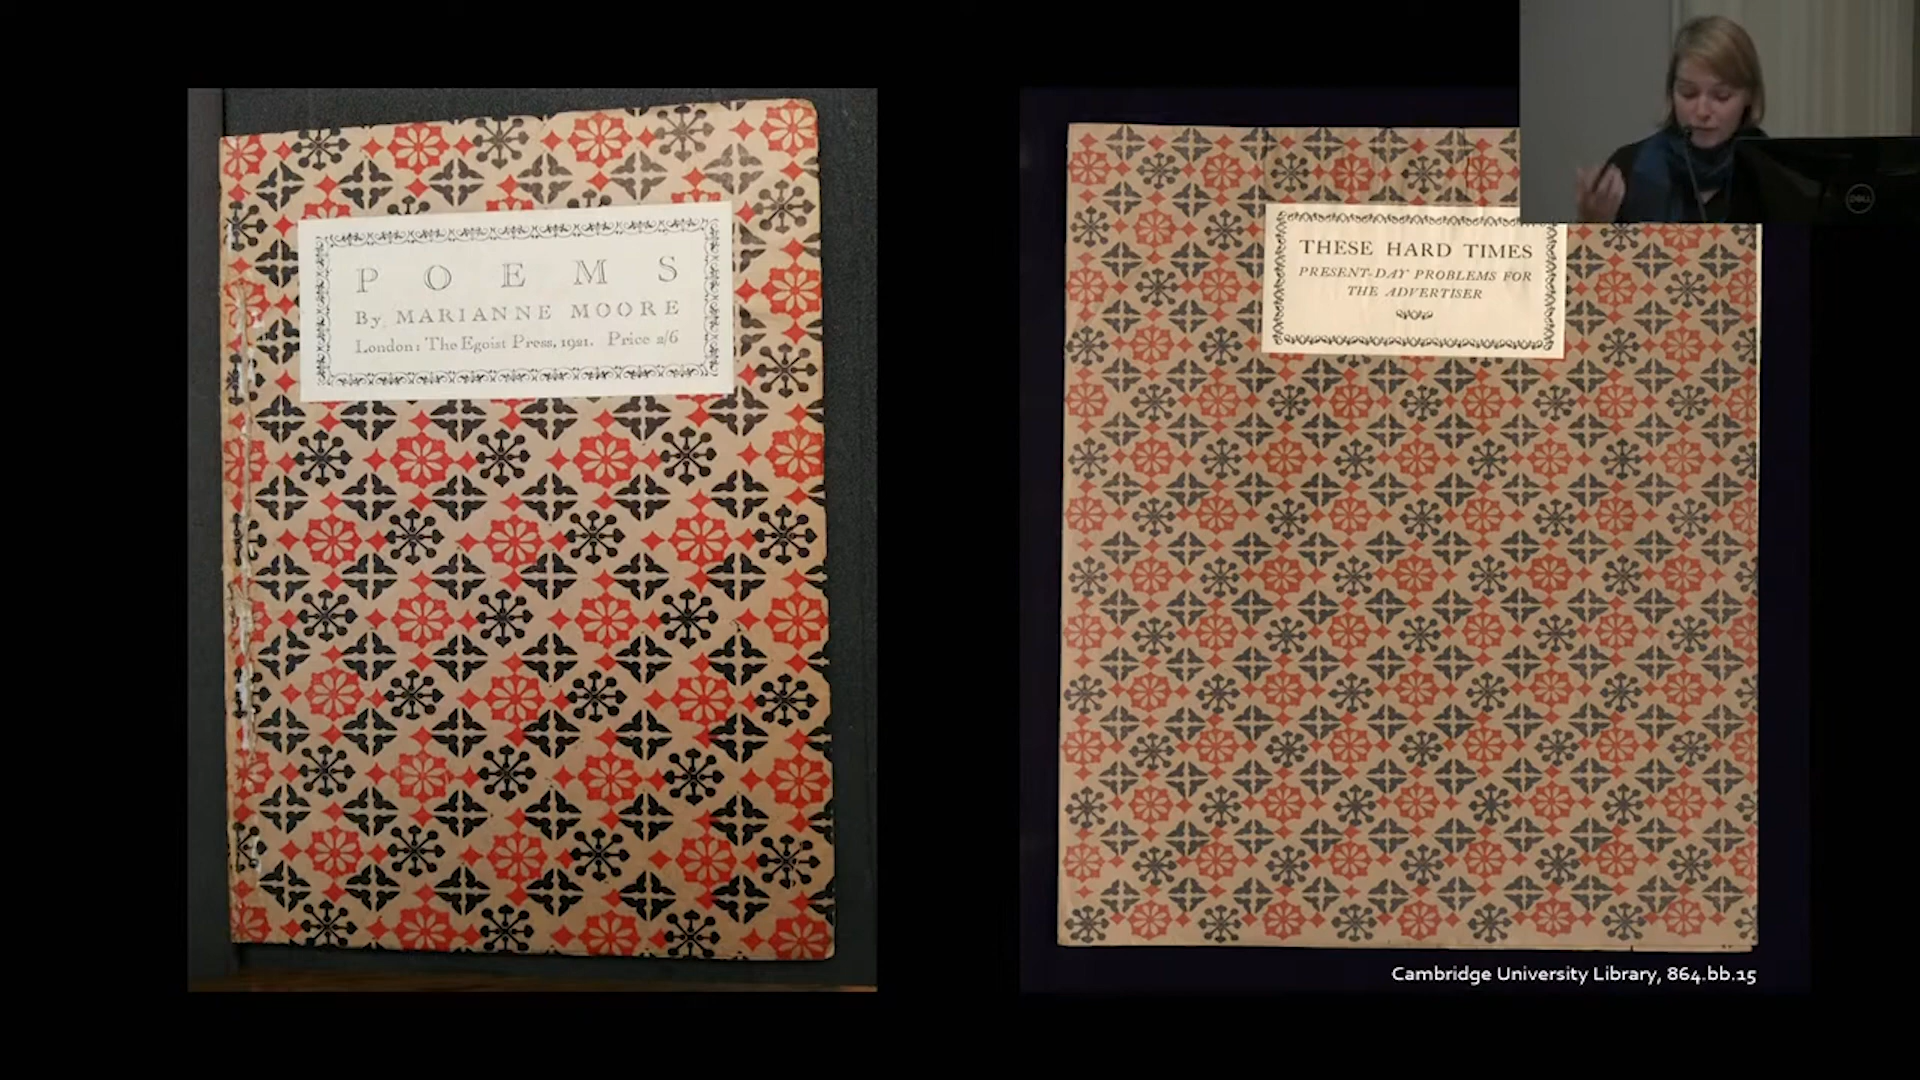 P O E M S
By MARIANNE MOORE
London: The Egoist Press, 1921. Price 2/6
THESE HARD TIMES
PRESENT-DAY PROBLEMS FOR
THE ADVERTISER
Cambridge University Library, 864.bb.15
DELL